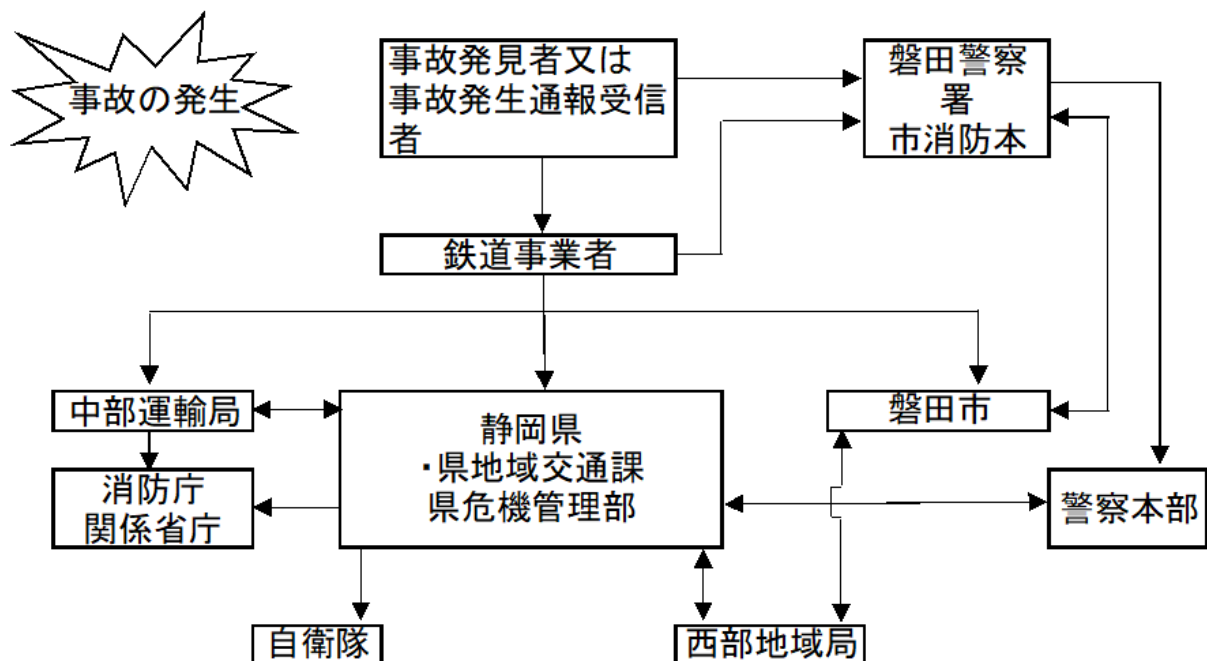 事故の発生
事故発見者又は
事故発生通報受信
者
磐田警察
署
市消防本
鉄道事業者
中部運輸局
静岡県
・県地域交通課
県危機管理部
磐田市
消防庁
関係省庁
警察本部
自衛隊
西部地域局